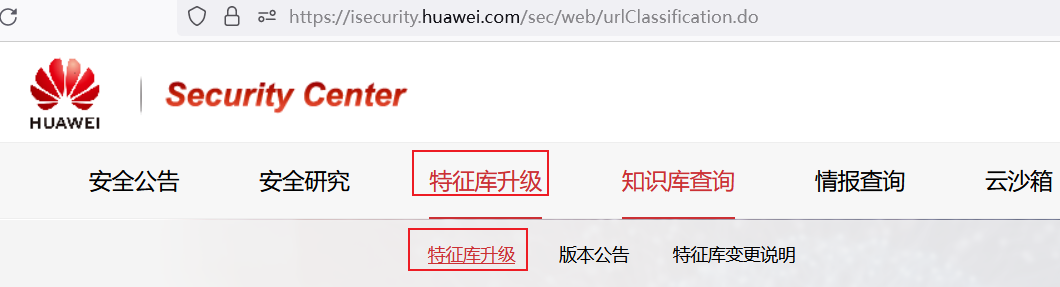 https://isecurity.huawei.com/sec/web/urlClassification.do
HUAWEI
Security Center
安全公告 安全研究 特征库升级 知识库查询 情报查询 云沙箱
特征库升级 版本公告 特征库变更说明